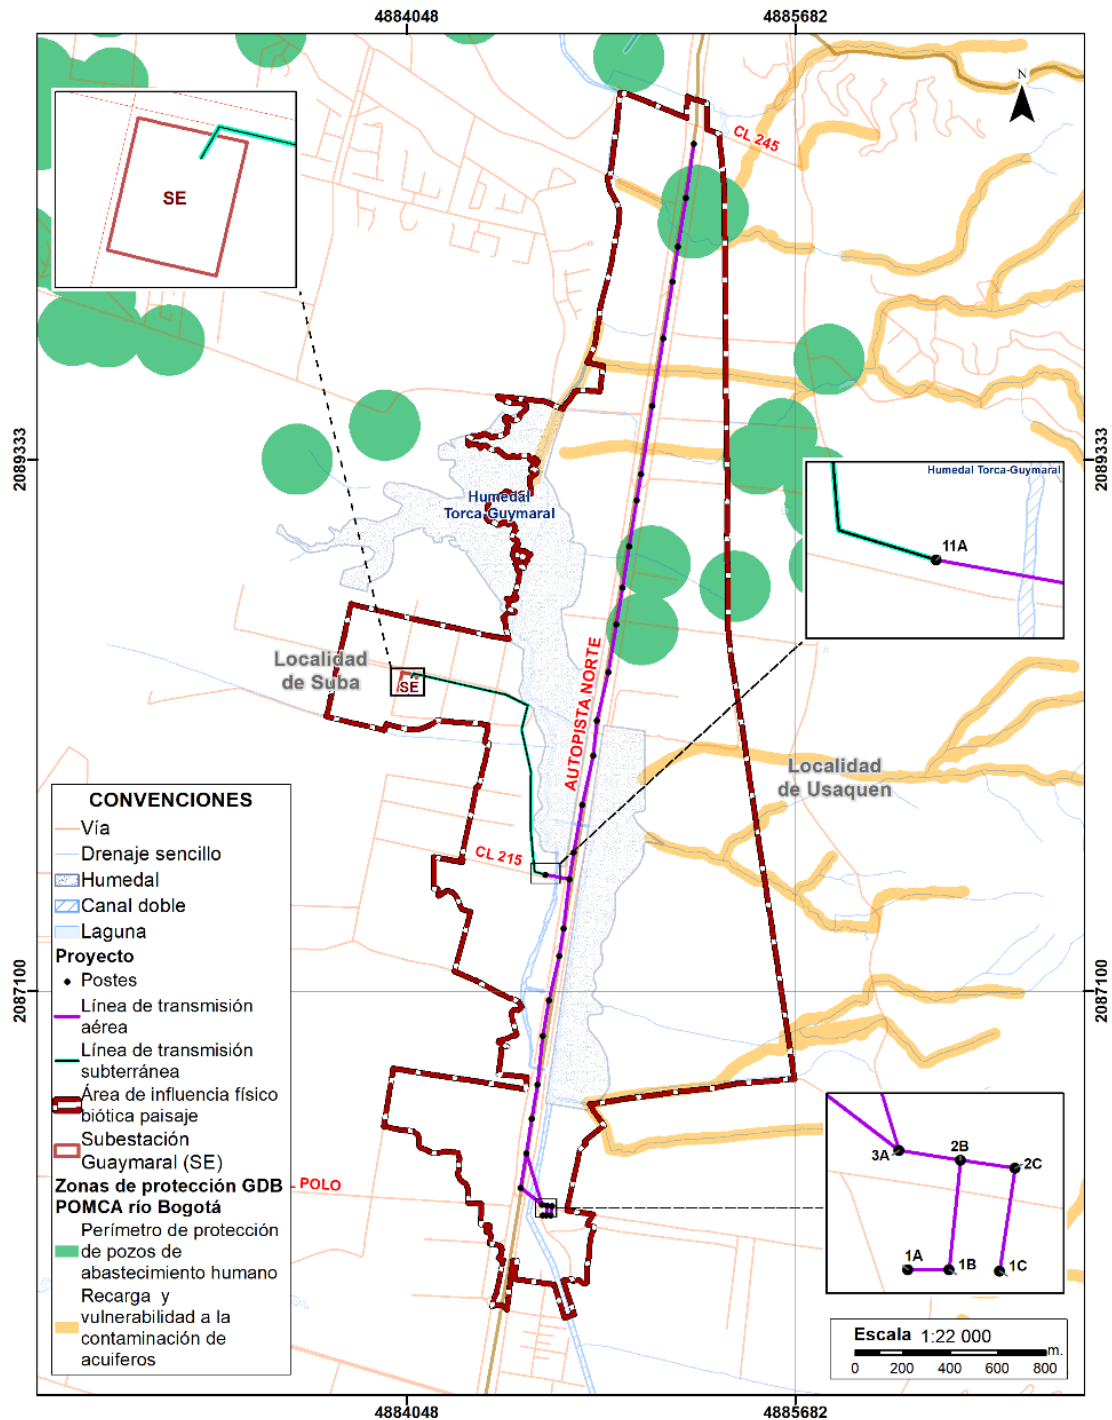 4884048
4885682
N
CL 245
SE
2089333
2089333
Humedal
Torca-Guymaral
Humedal Torca-Guymaral
11A
Localidad
de Suba
SE
AUTOPISTA NORTE
Localidad
de Usaquen
CL 215
CONVENCIONES
Vía
Drenaje sencillo
Humedal
Canal doble
Laguna
Proyecto
Postes
Línea de transmisión
aérea
Línea de transmisión
subterránea
Área de influencia físico
biótica paisaje
Subestación
Guaymaral (SE)
Zonas de protección GDB
POMCA río Bogotá
Perímetro de protección
de pozos de
abastecimiento humano
Recarga y
vulnerabilidad a la
contaminación de
acuiferos
2087100
2087100
POLO
3A
2B
2C
1A
1B
1C
Escala 1:22 000
m.
0 200 400 600 800
4884048
4885682